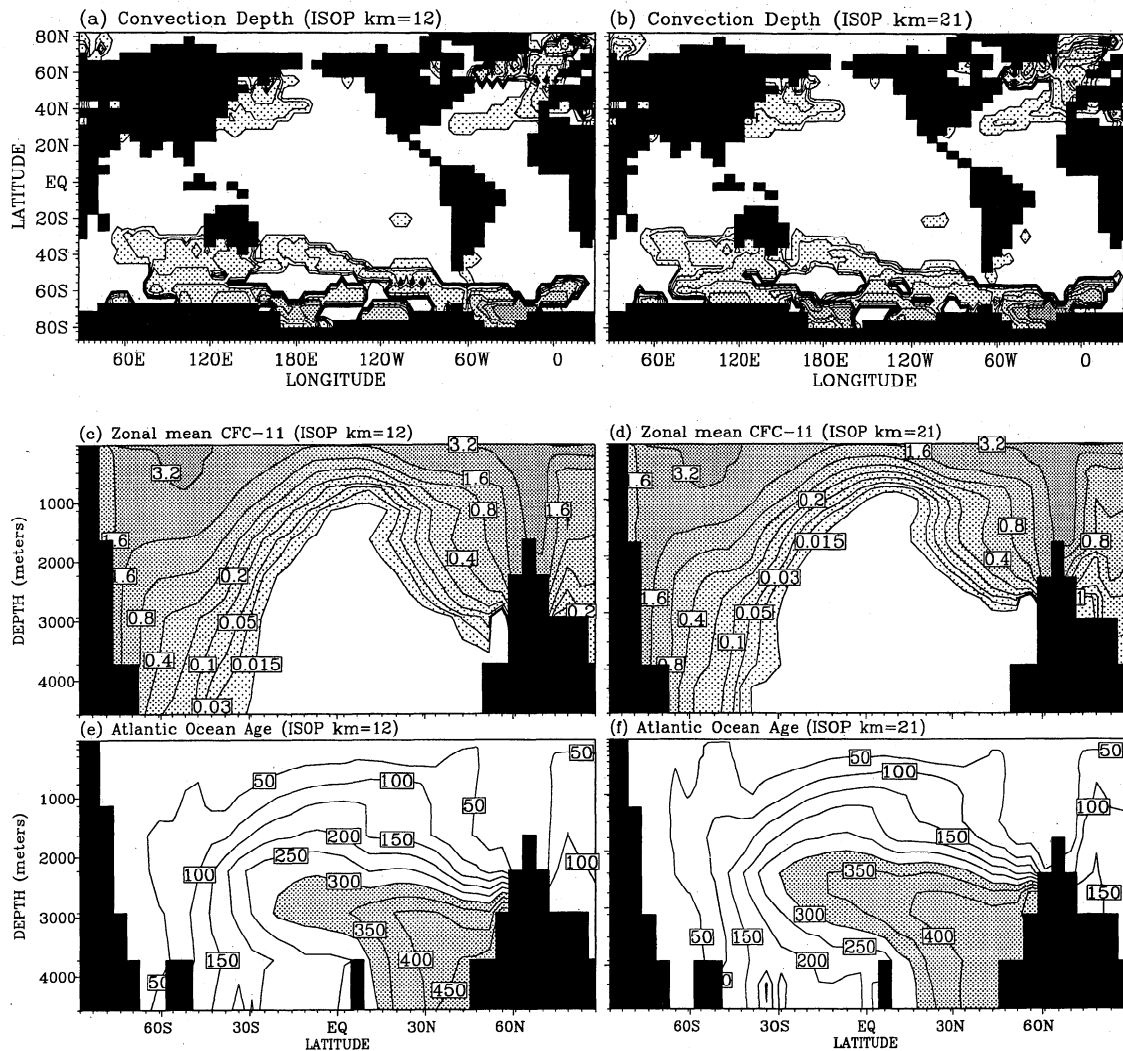 (a) Convection Depth (ISOP km=12)
80N
60N
40N
20N
EQ
20S
40S
60S
80S
LATITUDE
60E 120E 180E 120W 60W 0
LONGITUDE
(b) Convection Depth (ISOP km=21)
60E 120E 180E 120W 60W 0
LONGITUDE
(c) Zonal mean CFC-11 (ISOP km=12)
1000
2000
3000
4000
DEPTH (meters)
3.2
3.2
1.6
1.6
0.8
1.6
1.6
0.4
0.2
0.8
0.05
0.2
0.4
0.1
0.015
0.03
(d) Zonal mean CFC-11 (ISOP km=21)
3.2
1.6
3.2
1.6
1.6
0.2
0.8
0.015
0.8
0.4
0.03
1.6
0.05
0.4
0.1
0.8
(e) Atlantic Ocean Age (ISOP km=12)
1000
2000
3000
4000
DEPTH (meters)
50
50
100
50
200
150
250
100
100
300
350
150
400
50
450
60S 30S EQ 30N 60N
LATITUDE
(f) Atlantic Ocean Age (ISOP km=21)
50
50
100
100
150
350
150
300
400
50
150
250
200
60S 30S EQ 30N 60N
LATITUDE